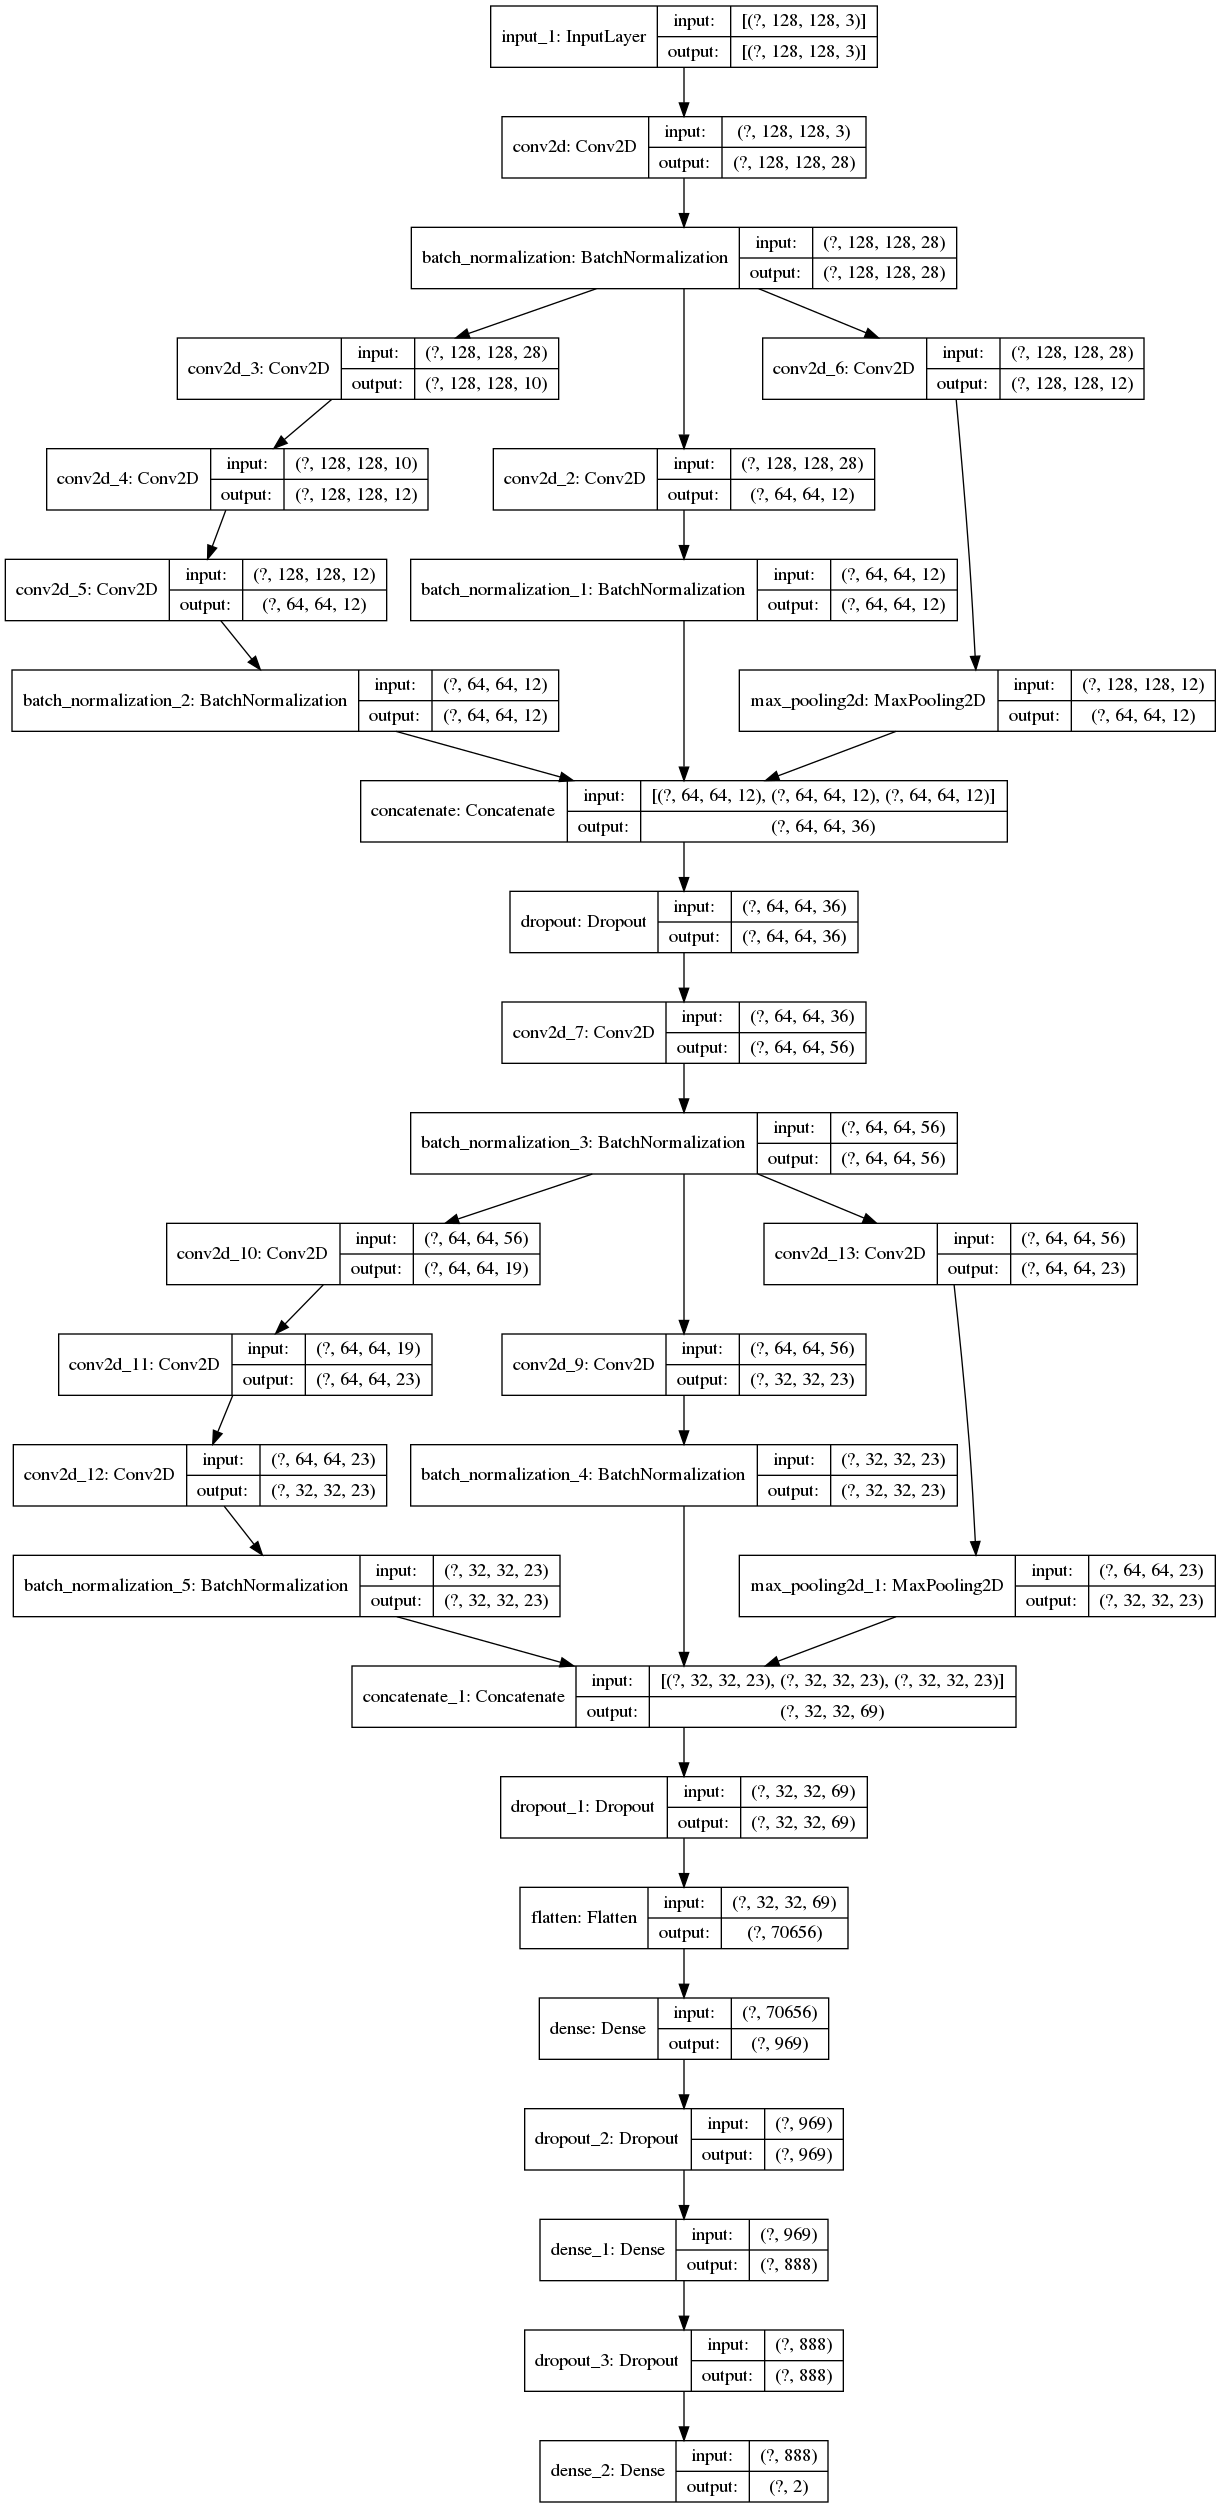 input_1: InputLayer
input: [(?, 128, 128, 3)]
output: [(?, 128, 128, 3)]
conv2d: Conv2D
input: (?, 128, 128, 3)
output: (?, 128, 128, 28)
batch_normalization: BatchNormalization
input: (?, 128, 128, 28)
output: (?, 128, 128, 28)
conv2d_3: Conv2D
input: (?, 128, 128, 28)
output: (?, 128, 128, 10)
conv2d_6: Conv2D
input: (?, 128, 128, 28)
output: (?, 128, 128, 12)
conv2d_4: Conv2D
input: (?, 128, 128, 10)
output: (?, 128, 128, 12)
conv2d_2: Conv2D
input: (?, 128, 128, 28)
output: (?, 64, 64, 12)
conv2d_5: Conv2D
input: (?, 128, 128, 12)
output: (?, 64, 64, 12)
batch_normalization_1: BatchNormalization
input: (?, 64, 64, 12)
output: (?, 64, 64, 12)
batch_normalization_2: BatchNormalization
input: (?, 64, 64, 12)
output: (?, 64, 64, 12)
max_pooling2d: MaxPooling2D
input: (?, 128, 128, 12)
output: (?, 64, 64, 12)
concatenate: Concatenate
input: [(?, 64, 64, 12), (?, 64, 64, 12), (?, 64, 64, 12)]
output: (?, 64, 64, 36)
dropout: Dropout
input: (?, 64, 64, 36)
output: (?, 64, 64, 36)
conv2d_7: Conv2D
input: (?, 64, 64, 36)
output: (?, 64, 64, 56)
batch_normalization_3: BatchNormalization
input: (?, 64, 64, 56)
output: (?, 64, 64, 56)
conv2d_10: Conv2D
input: (?, 64, 64, 56)
output: (?, 64, 64, 19)
conv2d_13: Conv2D
input: (?, 64, 64, 56)
output: (?, 64, 64, 23)
conv2d_11: Conv2D
input: (?, 64, 64, 19)
output: (?, 64, 64, 23)
conv2d_9: Conv2D
input: (?, 64, 64, 56)
output: (?, 32, 32, 23)
conv2d_12: Conv2D
input: (?, 64, 64, 23)
output: (?, 32, 32, 23)
batch_normalization_4: BatchNormalization
input: (?, 32, 32, 23)
output: (?, 32, 32, 23)
batch_normalization_5: BatchNormalization
input: (?, 32, 32, 23)
output: (?, 32, 32, 23)
max_pooling2d_1: MaxPooling2D
input: (?, 64, 64, 23)
output: (?, 32, 32, 23)
concatenate_1: Concatenate
input: [(?, 32, 32, 23), (?, 32, 32, 23), (?, 32, 32, 23)]
output: (?, 32, 32, 69)
dropout_1: Dropout
input: (?, 32, 32, 69)
output: (?, 32, 32, 69)
flatten: Flatten
input: (?, 32, 32, 69)
output: (?, 70656)
dense: Dense
input: (?, 70656)
output: (?, 969)
dropout_2: Dropout
input: (?, 969)
output: (?, 969)
dense_1: Dense
input: (?, 969)
output: (?, 888)
dropout_3: Dropout
input: (?, 888)
output: (?, 888)
dense_2: Dense
input: (?, 888)
output: (?, 2)